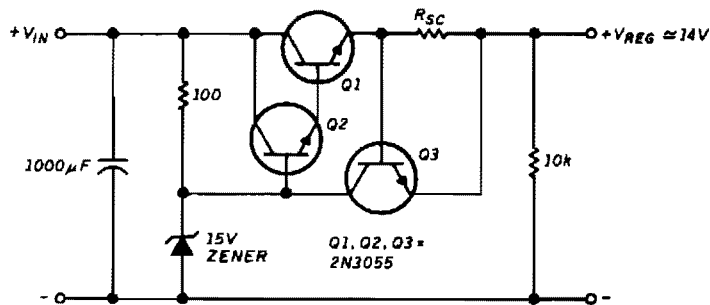 +VIN
RSC
+VREG ≃ 14V
Q1
100
Q2
Q3
1000µF
10k
15V
ZENER
Q1, Q2, Q3 =
2N3055
-
-